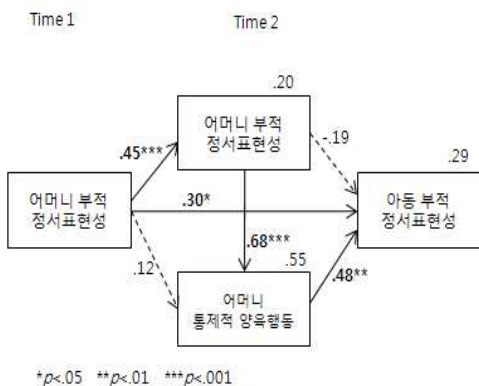 Time 1
Time 2
.20
어머니 부적
정서표현성
-.19
.29
.45***
어머니 부적
정서표현성
.30*
아동 부적
정서표현성
.68***
.12
.55
.48**
어머니
통제적 양육행동
*p<.05 **p<.01 ***p<.001